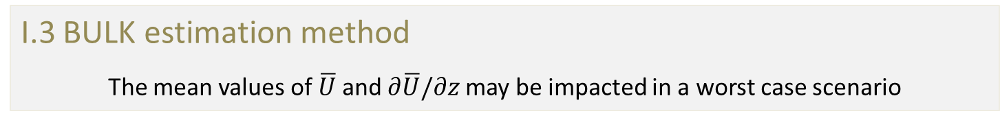 I.3 BULK estimation method
The mean values of U̅ and ∂U̅/∂z may be impacted in a worst case scenario